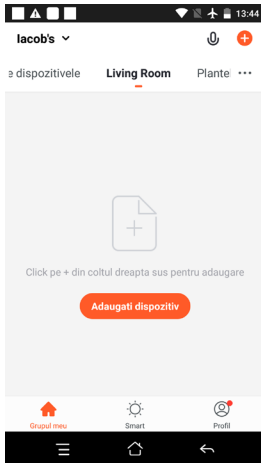 13:44
Iacob's
e dispozitivele Living Room Plante
Click pe + din coltul dreapta sus pentru adaugare
Adaugati dispozitiv
Grupul meu Smart Profil